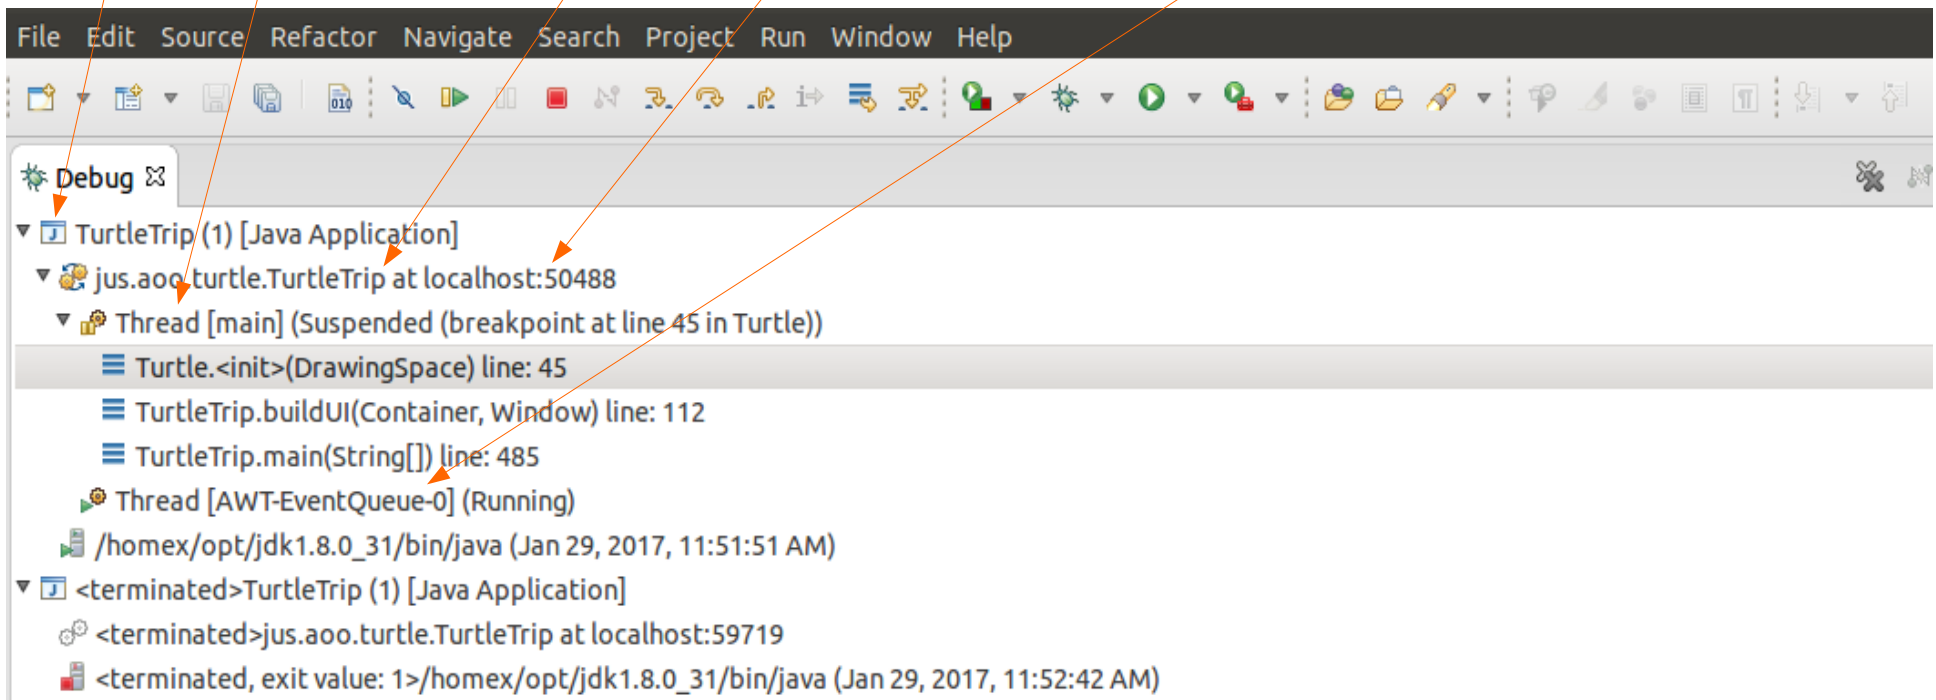 File Edit Source Refactor Navigate Search Project Run Window Help
010
Debug
TurtleTrip (1) [Java Application]
jus.aoo.turtle.TurtleTrip at localhost:50488
Thread [main] (Suspended (breakpoint at line 45 in Turtle))
Turtle.<init>(DrawingSpace) line: 45
TurtleTrip.buildUI(Container, Window) line: 112
TurtleTrip.main(String[]) line: 485
Thread [AWT-EventQueue-0] (Running)
/homex/opt/jdk1.8.0_31/bin/java (Jan 29, 2017, 11:51:51 AM)
<terminated>TurtleTrip (1) [Java Application]
<terminated>jus.aoo.turtle.TurtleTrip at localhost:59719
<terminated, exit value: 1>/homex/opt/jdk1.8.0_31/bin/java (Jan 29, 2017, 11:52:42 AM)